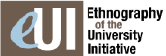 eUI Ethnography
of the
University
Initiative